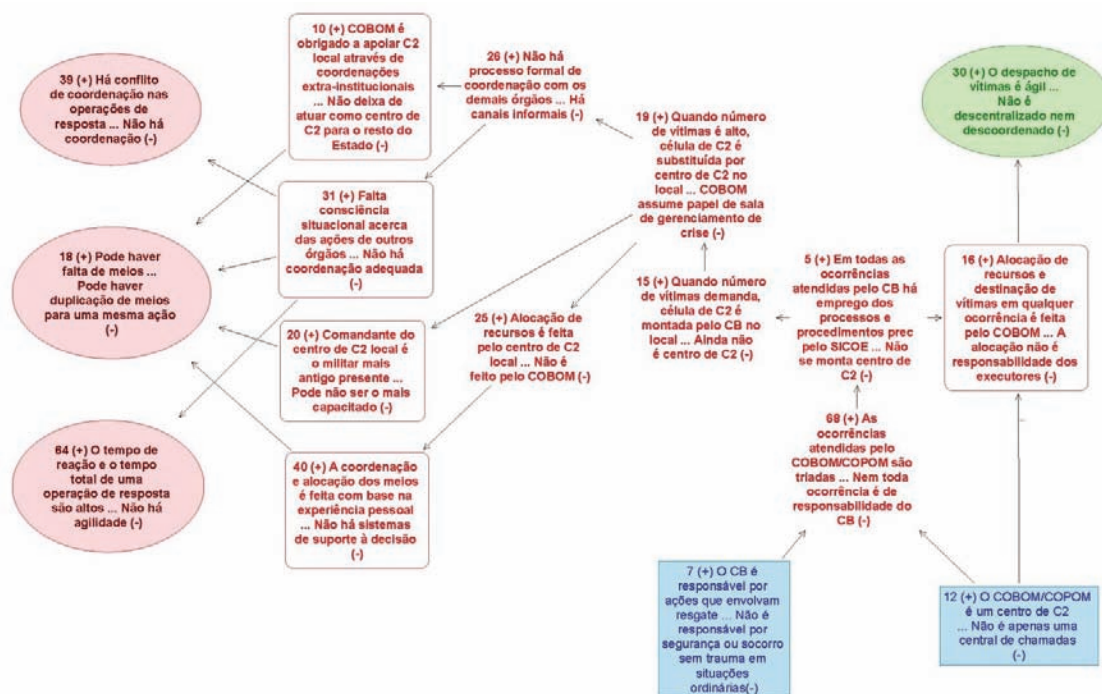 39 (+) Há conflito
de coordenação nas
operações de
resposta ... Não há
coordenação (-)
18 (+) Pode haver
falta de meios ...
Pode haver
duplicação de meios
para uma mesma ação
(-)
64 (+) O tempo de
reação e o tempo
total de uma
operação de resposta
são altos ... Não há
agilidade (-)
10 (+) COBOM é
obrigado a apoiar C2
local através de
coordenações
extra-institucionais
... Não deixa de
atuar como centro de
C2 para o resto do
Estado (-)
31 (+) Falta
consciência
situacional acerca
das ações de outros
órgãos ... Não há
coordenação adequada
(-)
20 (+) Comandante do
centro de C2 local é
o militar mais
antigo presente ...
Pode não ser o mais
capacitado (-)
40 (+) A coordenação
e alocação dos meios
é feita com base na
experiência pessoal
... Não há sistemas
de suporte à decisão
(-)
26 (+) Não há
processo formal de
coordenação com os
demais órgãos ... Há
canais informais (-)
25 (+) Alocação de
recursos é feita
pelo centro de C2
local ... Não é
feito pelo COBOM (-)
19 (+) Quando número
de vítimas é alto,
célula de C2 é
substituída por
centro de C2 no
local ... COBOM
assume papel de sala
de gerenciamento de
crise (-)
15 (+) Quando número
de vítimas demanda,
célula de C2 é
montada pelo CB no
local ... Ainda não
é centro de C2 (-)
5 (+) Em todas as
ocorrências
atendidas pelo CB há
emprego dos
processos e
procedimentos prec
pelo SICOE ... Não
se monta centro de
C2 (-)
68 (+) As
ocorrências
atendidas pelo
COBOM/COPOM são
triadas ... Nem toda
ocorrência é de
responsabilidade do
CB (-)
7 (+) O CB é
responsável por
ações que envolvam
resgate ... Não é
responsável por
segurança ou socorro
sem trauma em
situações
ordinárias(-)
30 (+) O despacho de
vítimas é ágil ...
Não é
descentralizado nem
descoordenado (-)
16 (+) Alocação de
recursos e
destinação de
vítimas em qualquer
ocorrência é feita
pelo COBOM ... A
alocação não é
responsabilidade dos
executores (-)
12 (+) O COBOM/COPOM
é um centro de C2
... Não é apenas uma
central de chamadas
(-)